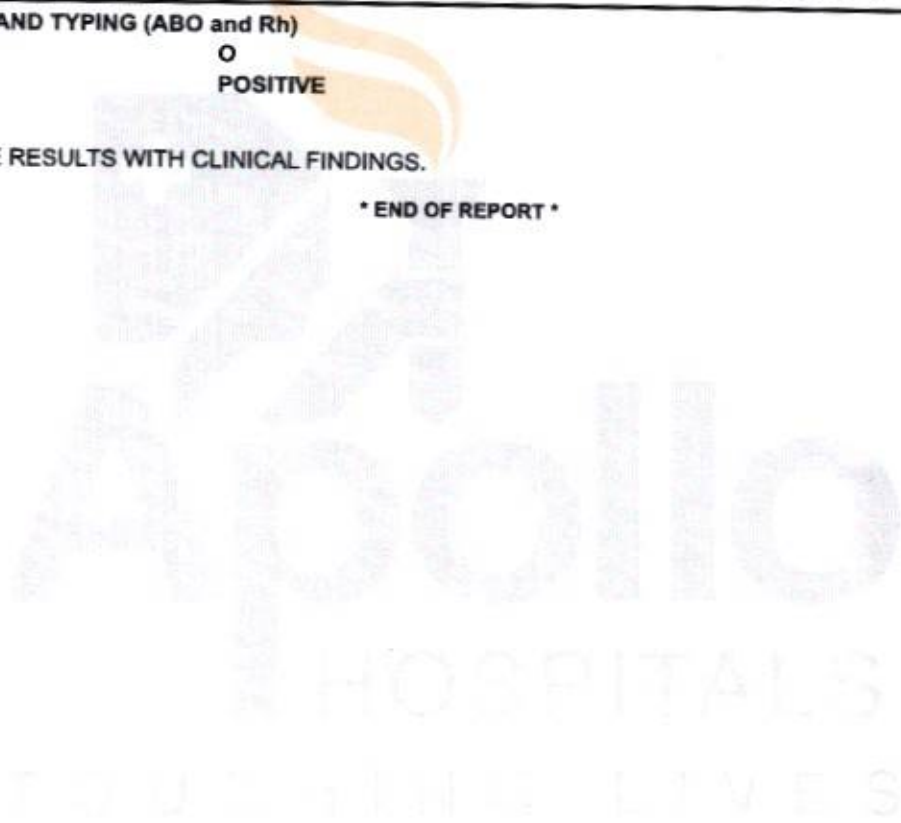 AND TYPING (ABO and Rh)
O
POSITIVE
RESULTS WITH CLINICAL FINDINGS.
* END OF REPORT *
Apollo
HOSPITALS
TOUCHING LIVES